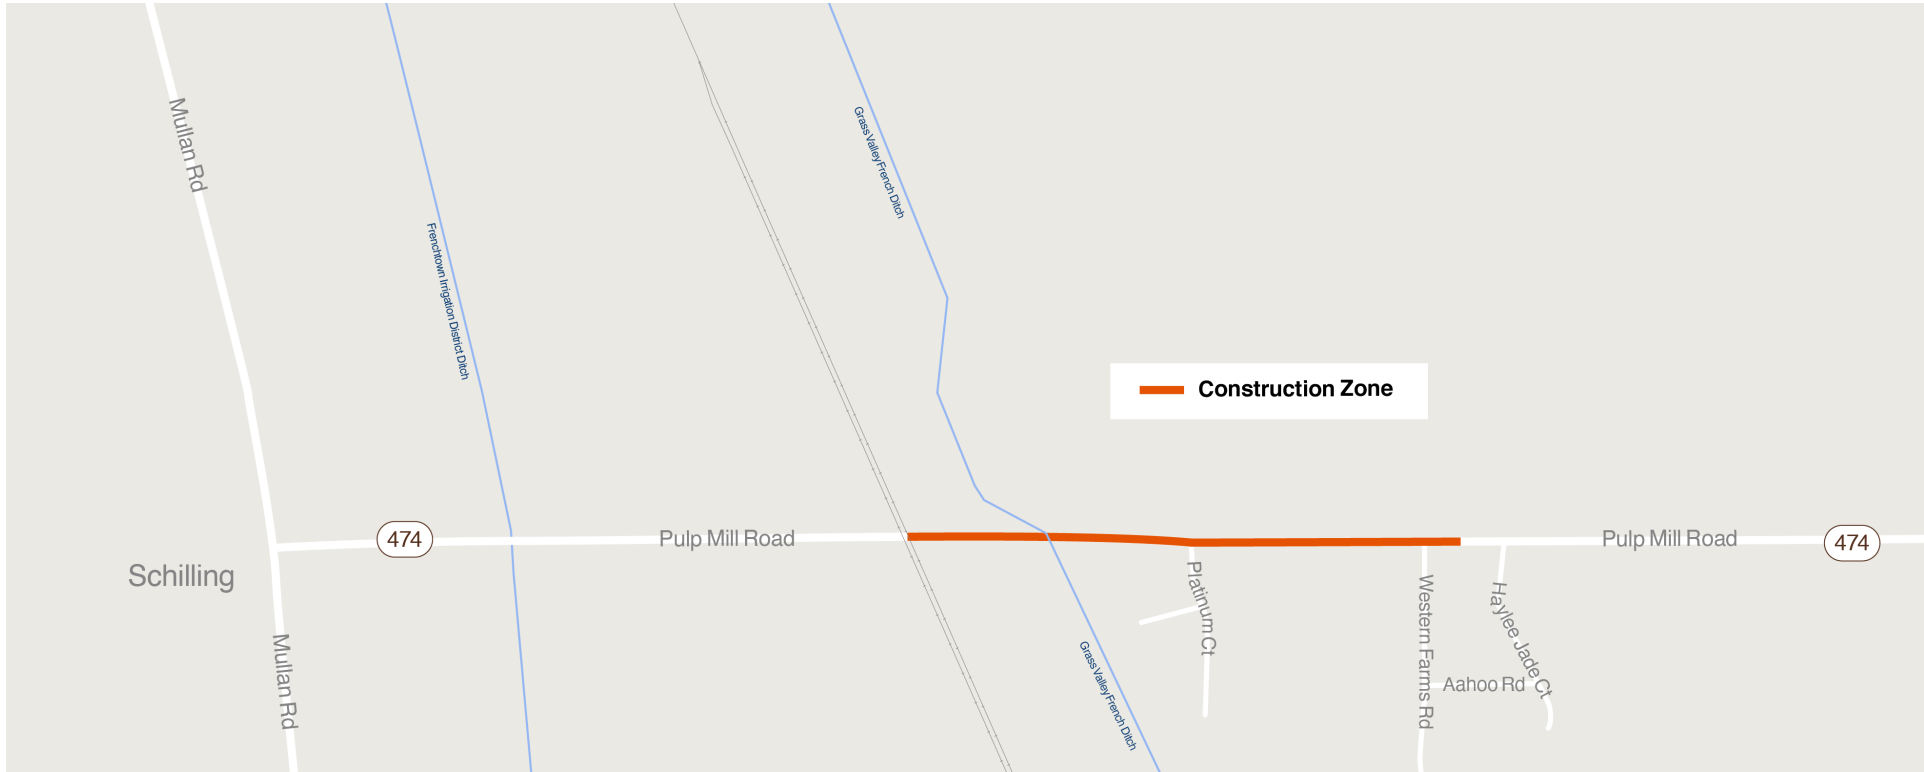 Mullan Rd
Grass Valley French Ditch
Frenchtown Irrigation District Ditch
Construction Zone
474
Pulp Mill Road
Pulp Mill Road
474
Schilling
Platinum Ct
Western Farms Rd
Haylee Jade Ct
Mullan Rd
Grass Valley French Ditch
Aahoo Rd